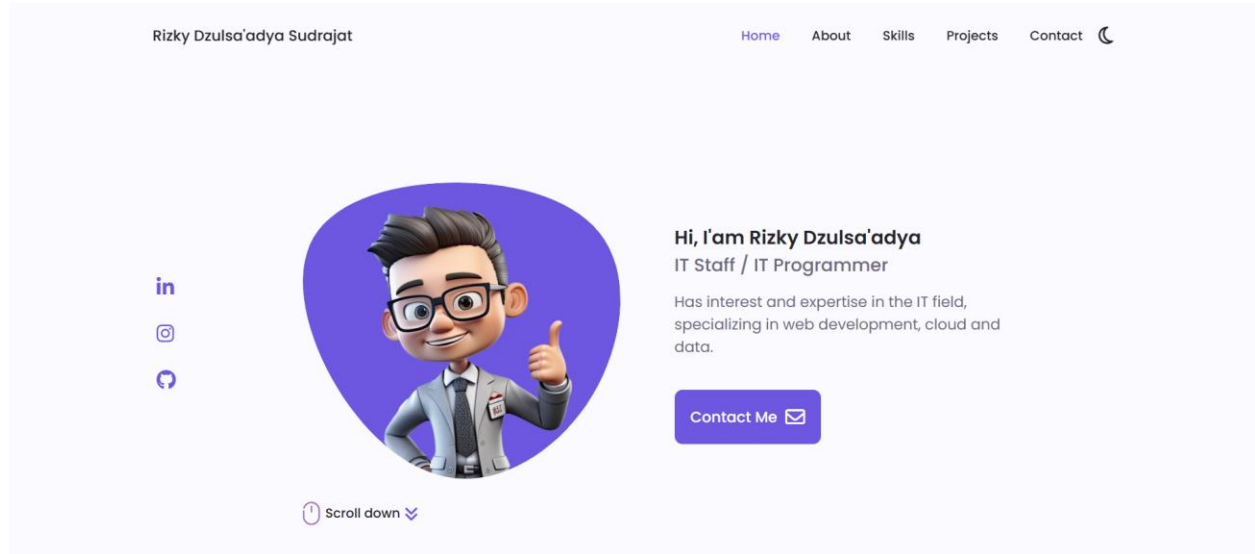 Rizky Dzulsa'adya Sudrajat
Home About Skills Projects Contact
in
Hi, I'am Rizky Dzulsa'adya
IT Staff / IT Programmer
Has interest and expertise in the IT field,
specializing in web development, cloud and
data.
Contact Me
Scroll down